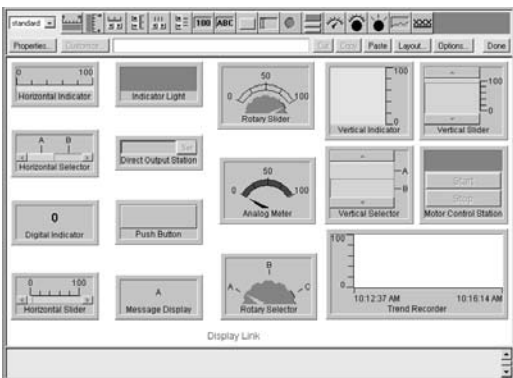 standard 100 ABC
Properties... Customize... Cut Copy Paste Layout... Options... Done
0 100
Horizontal Indicator
Indicator Light
50
0 100
Rotary Slider
100
0
Vertical Indicator
100
0
Vertical Slider
A B
Horizontal Selector
Set
Direct Output Station
50
0 100
Analog Meter
A
B
Vertical Selector
Start
Stop
Motor Control Station
0
Digital Indicator
Push Button
0 100
Horizontal Slider
A
Message Display
B
A C
Rotary Selector
100
0
10:12:37 AM 10:16:14 AM
Trend Recorder
Display Link